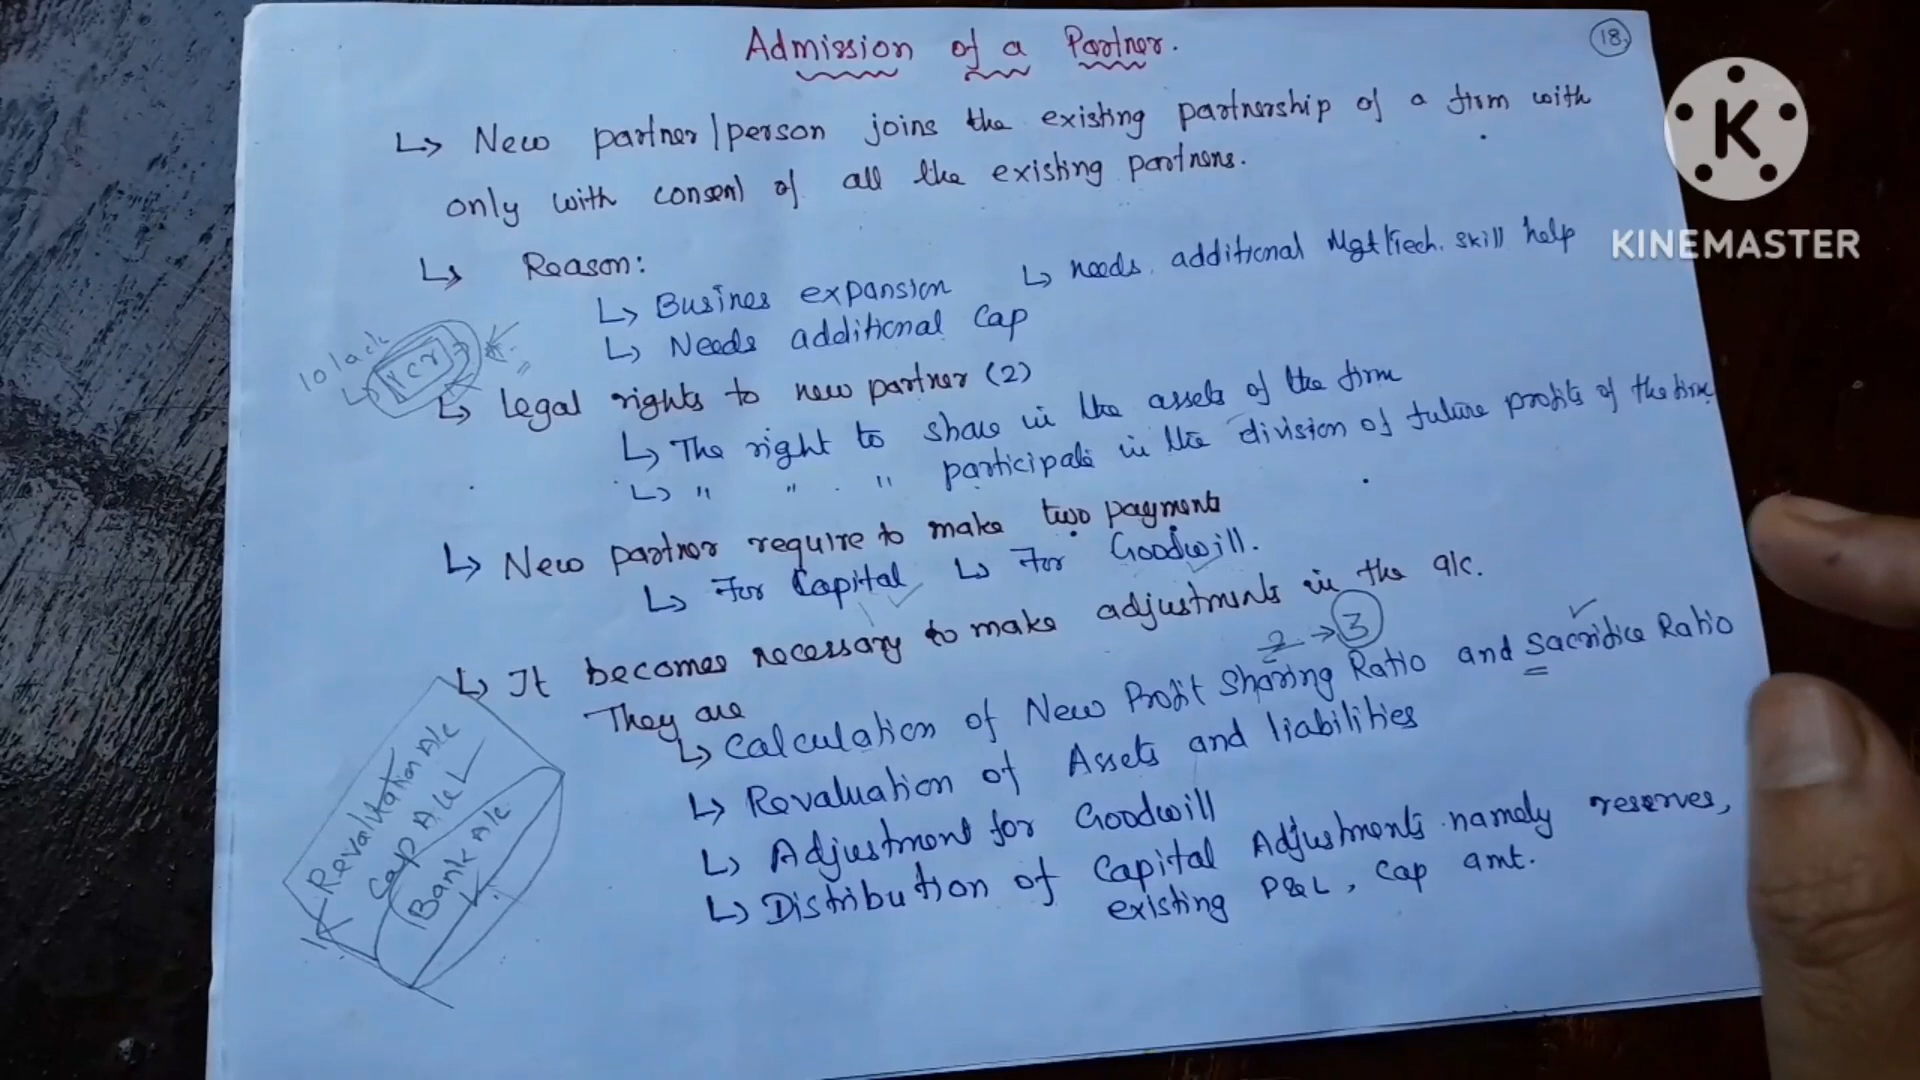 Admission of a Partner.
18.
K
KINEMASTER
↳ New partner/person joins the existing partnership of a firm with
only with consent of all the existing partners.
↳ Reason:
↳ Busines expansion ↳ needs additional Mgt/Tech. skill help
↳ Needs additional Cap
10 lack
1 Cr
↳ Legal rights to new partner (2)
↳ The right to share in the assets of the firm
↳ " " " participate in the division of future profits of the firm
↳ New partner require to make two payments
↳ For Capital ↳ For Goodwill.
↳ It becomes necessary to make adjustments in the a/c.
2 → 3
They are
↳ Calculation of New Profit Sharing Ratio and Sacrifice Ratio
↳ Revaluation of Assets and liabilities
↳ Adjustment for Goodwill
↳ Distribution of Capital Adjustments namely reserves,
existing P&L, Cap amt.
Revaluation A/c
Cap A/c
Bank A/c